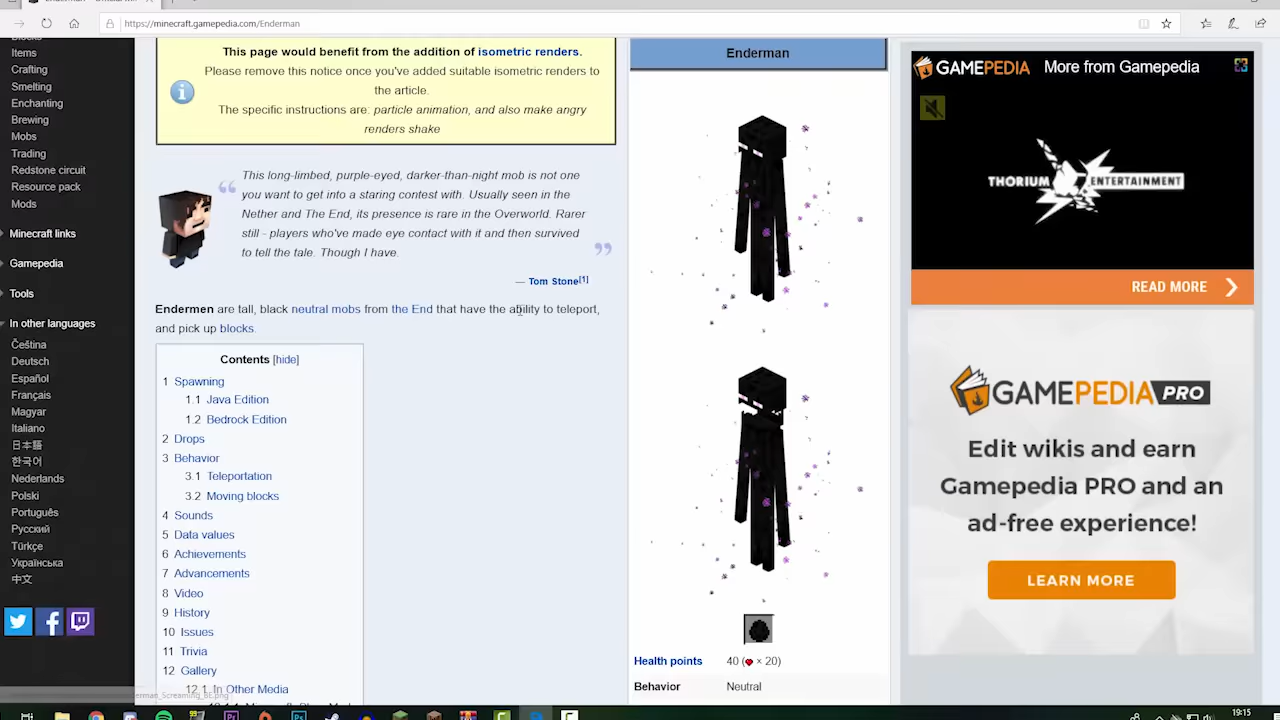 https://minecraft.gamepedia.com/Enderman
Items
Crafting
Smelting
Enchanting
Brewing
Mobs
Trading
Redstone circuit
Resource pack
Mods
Minecraft links
Gamepedia
Tools
In other languages
Čeština
Deutsch
Español
Français
Magyar
Italiano
日本語
한국어
Nederlands
Polski
Português
Русский
Türkçe
Українська
中文
This page would benefit from the addition of isometric renders.
Please remove this notice once you've added suitable isometric renders to
the article.
The specific instructions are: particle animation, and also make angry
renders shake
This long-limbed, purple-eyed, darker-than-night mob is not one
you want to get into a staring contest with. Usually seen in the
Nether and The End, its presence is rare in the Overworld. Rarer
still – players who've made eye contact with it and then survived
to tell the tale. Though I have.
— Tom Stone[1]
Endermen are tall, black neutral mobs from the End that have the ability to teleport,
and pick up blocks.
Contents [hide]
1 Spawning
1.1 Java Edition
1.2 Bedrock Edition
2 Drops
3 Behavior
3.1 Teleportation
3.2 Moving blocks
4 Sounds
5 Data values
6 Achievements
7 Advancements
8 Video
9 History
10 Issues
11 Trivia
12 Gallery
12.1 In Other Media
Enderman
Health points 40 (× 20)
Behavior Neutral
GAMEPEDIA More from Gamepedia
THORIUM ENTERTAINMENT
READ MORE
GAMEPEDIA PRO
Edit wikis and earn
Gamepedia PRO and an
ad-free experience!
LEARN MORE
19:15